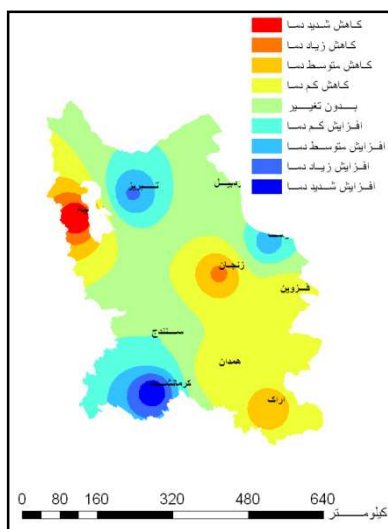 کاهش شدید دما
کاهش زیاد دما
کاهش متوسط دما
کاهش کم دما
بدون تغییر
افزایش کم دما
افزایش متوسط دما
افزایش زیاد دما
افزایش شدید دما
تبریز
ردبیل
زنجان
قزوین
سنندج
همدان
کرمانش
اراک
0 80 160 320 480 640
کیلومتر